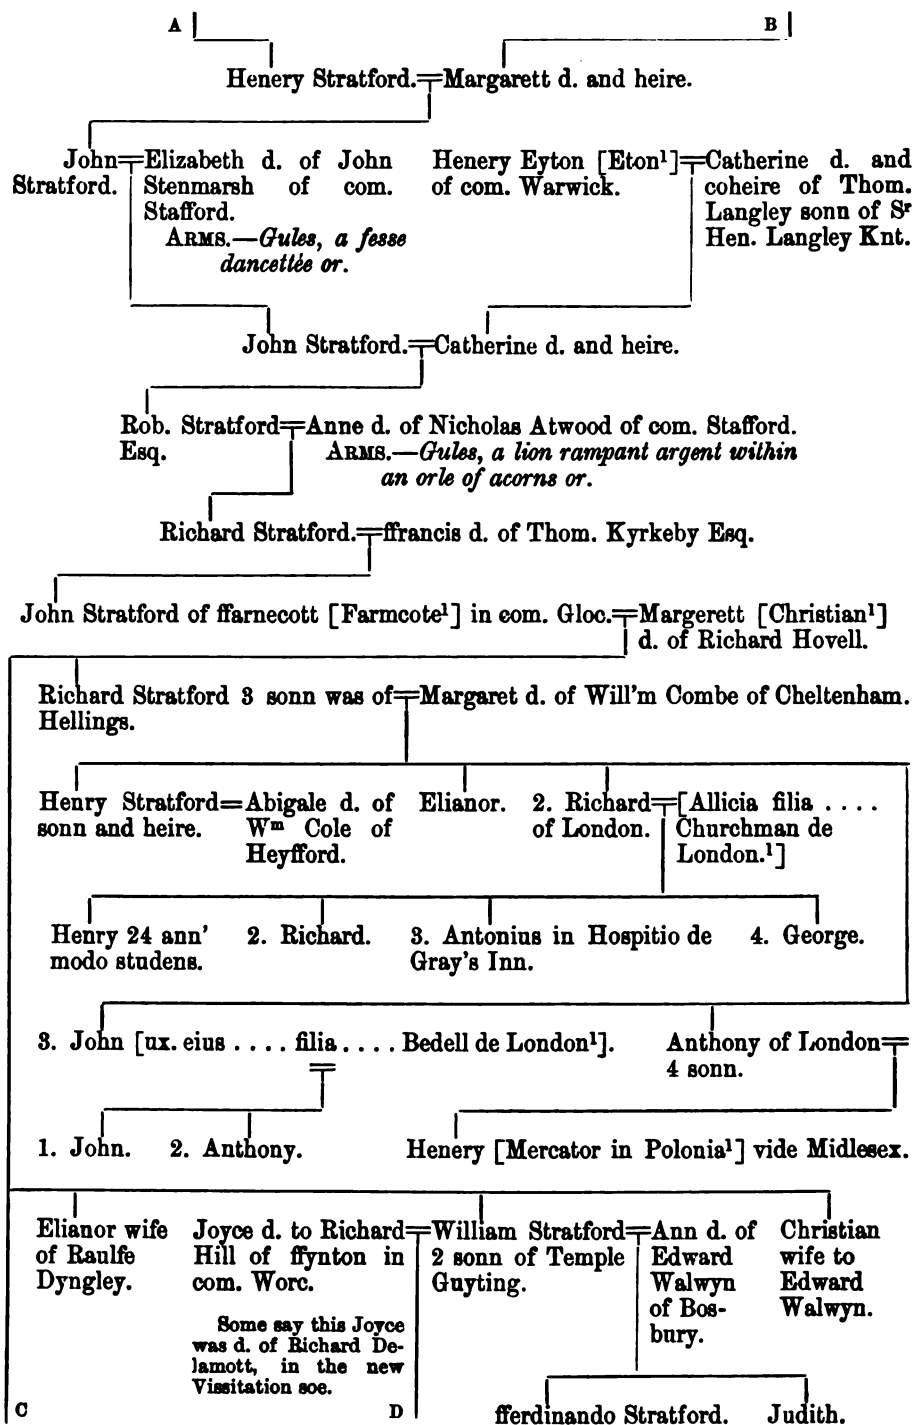 A B
Henery Stratford.=Margarett d. and heire.
John=Elizabeth d. of John
Stratford. Stenmarsh of com.
Stafford.
ARMS.—Gules, a fesse
dancettée or.
Henery Eyton [Eton¹]=Catherine d. and
of com. Warwick. coheire of Thom.
Langley sonn of Sʳ
Hen. Langley Knt.
John Stratford.=Catherine d. and heire.
Rob. Stratford=Anne d. of Nicholas Atwood of com. Stafford.
Esq. ARMS.—Gules, a lion rampant argent within
an orle of acorns or.
Richard Stratford.=ffrancis d. of Thom. Kyrkeby Esq.
John Stratford of ffarnecott [Farmcote¹] in com. Gloc.=Margerett [Christian¹]
d. of Richard Hovell.
Richard Stratford 3 sonn was of=Margaret d. of Will'm Combe of Cheltenham.
Hellings.
Henry Stratford=Abigale d. of
sonn and heire. Wᵐ Cole of
Heyfford.
Elianor.
2. Richard=[Allicia filia ....
of London. Churchman de
London.¹]
Henry 24 ann'
modo studens.
2. Richard.
3. Antonius in Hospitio de
Gray's Inn.
4. George.
3. John [ux. eius .... filia .... Bedell de London¹].
Anthony of London=
4 sonn.
1. John. 2. Anthony.
Henery [Mercator in Polonia¹] vide Midlesex.
Elianor wife
of Raulfe
Dyngley.
Joyce d. to Richard=William Stratford=Ann d. of
Hill of ffynton in 2 sonn of Temple Edward
com. Worc. Guyting. Walwyn
of Bos-
bury.
Some say this Joyce
was d. of Richard De-
lamott, in the new
Vissitation soe.
Christian
wife to
Edward
Walwyn.
C D
fferdinando Stratford. Judith.